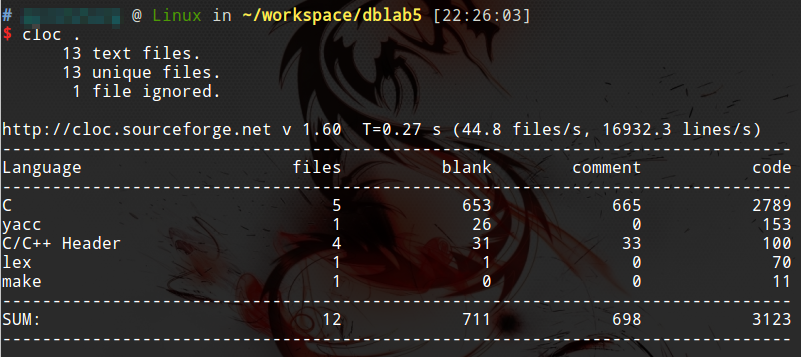 # @ Linux in ~/workspace/dblab5 [22:26:03]
$ cloc .
      13 text files.
      13 unique files.
       1 file ignored.

http://cloc.sourceforge.net v 1.60  T=0.27 s (44.8 files/s, 16932.3 lines/s)
-------------------------------------------------------------------------------
Language                     files          blank        comment           code
-------------------------------------------------------------------------------
C                                5            653            665           2789
yacc                             1             26              0            153
C/C++ Header                     4             31             33            100
lex                              1              1              0             70
make                             1              0              0             11
-------------------------------------------------------------------------------
SUM:                            12            711            698           3123
-------------------------------------------------------------------------------